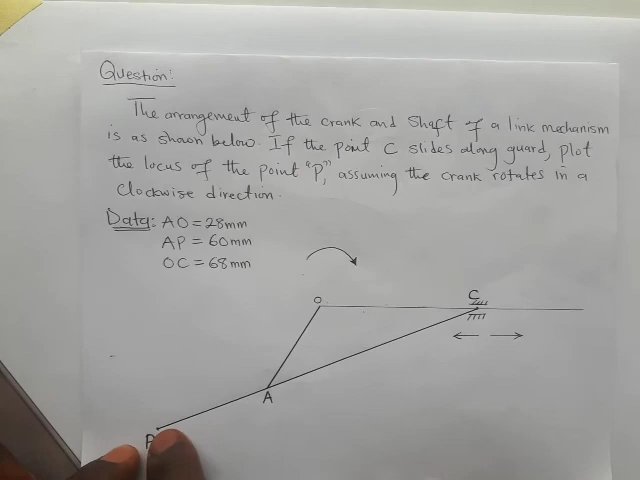 Question:
The arrangement of the crank and shaft of a link mechanism
is as shown below. If the point C slides along guard, plot
the locus of the point "P", assuming the crank rotates in a
clockwise direction.
Data: AO = 28mm
AP = 60mm
OC = 68mm
O
C
A
P